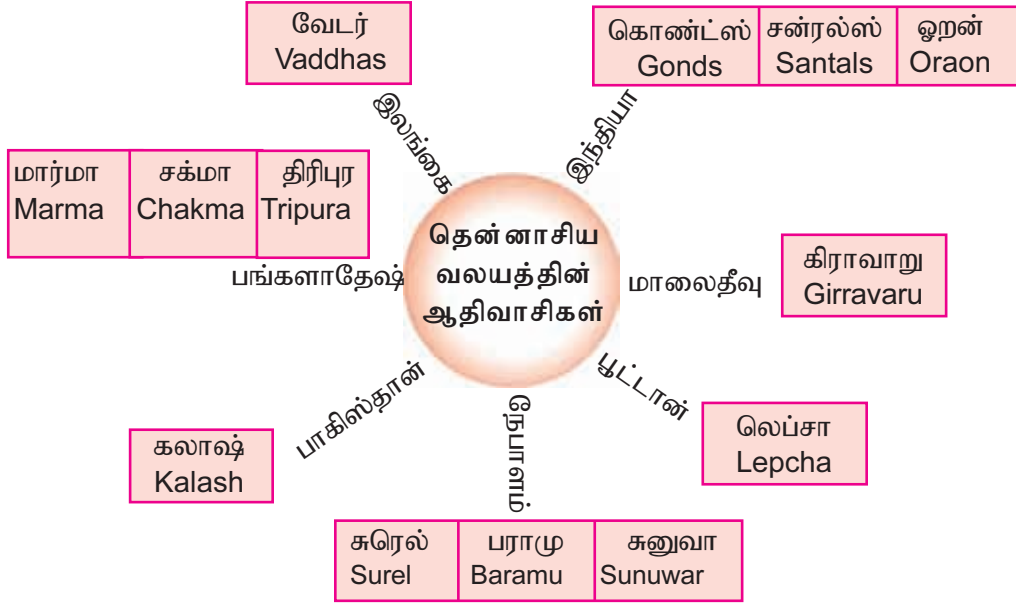 வேடர்
Vaddhas
இலங்கை
கொண்ட்ஸ்
Gonds
சன்ரல்ஸ்
Santals
ஓறன்
Oraon
இந்தியா
மார்மா
Marma
சக்மா
Chakma
திரிபுர
Tripura
பங்களாதேஷ்
தென்னாசிய
வலயத்தின்
ஆதிவாசிகள்
மாலைதீவு
கிராவாறு
Girravaru
பாகிஸ்தான்
கலாஷ்
Kalash
நேபாளம்
பூட்டான்
லெப்சா
Lepcha
சுரெல்
Surel
பராமு
Baramu
சுனுவா
Sunuwar